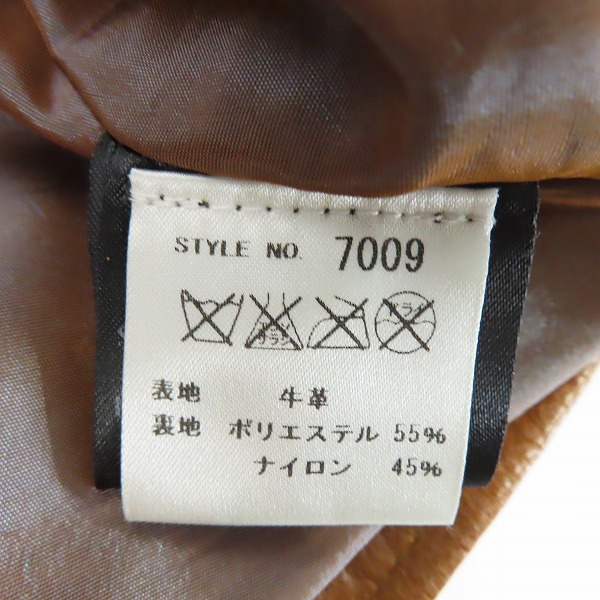 STYLE NO. 7009
表地 牛革
裏地 ポリエステル 55%
ナイロン 45%